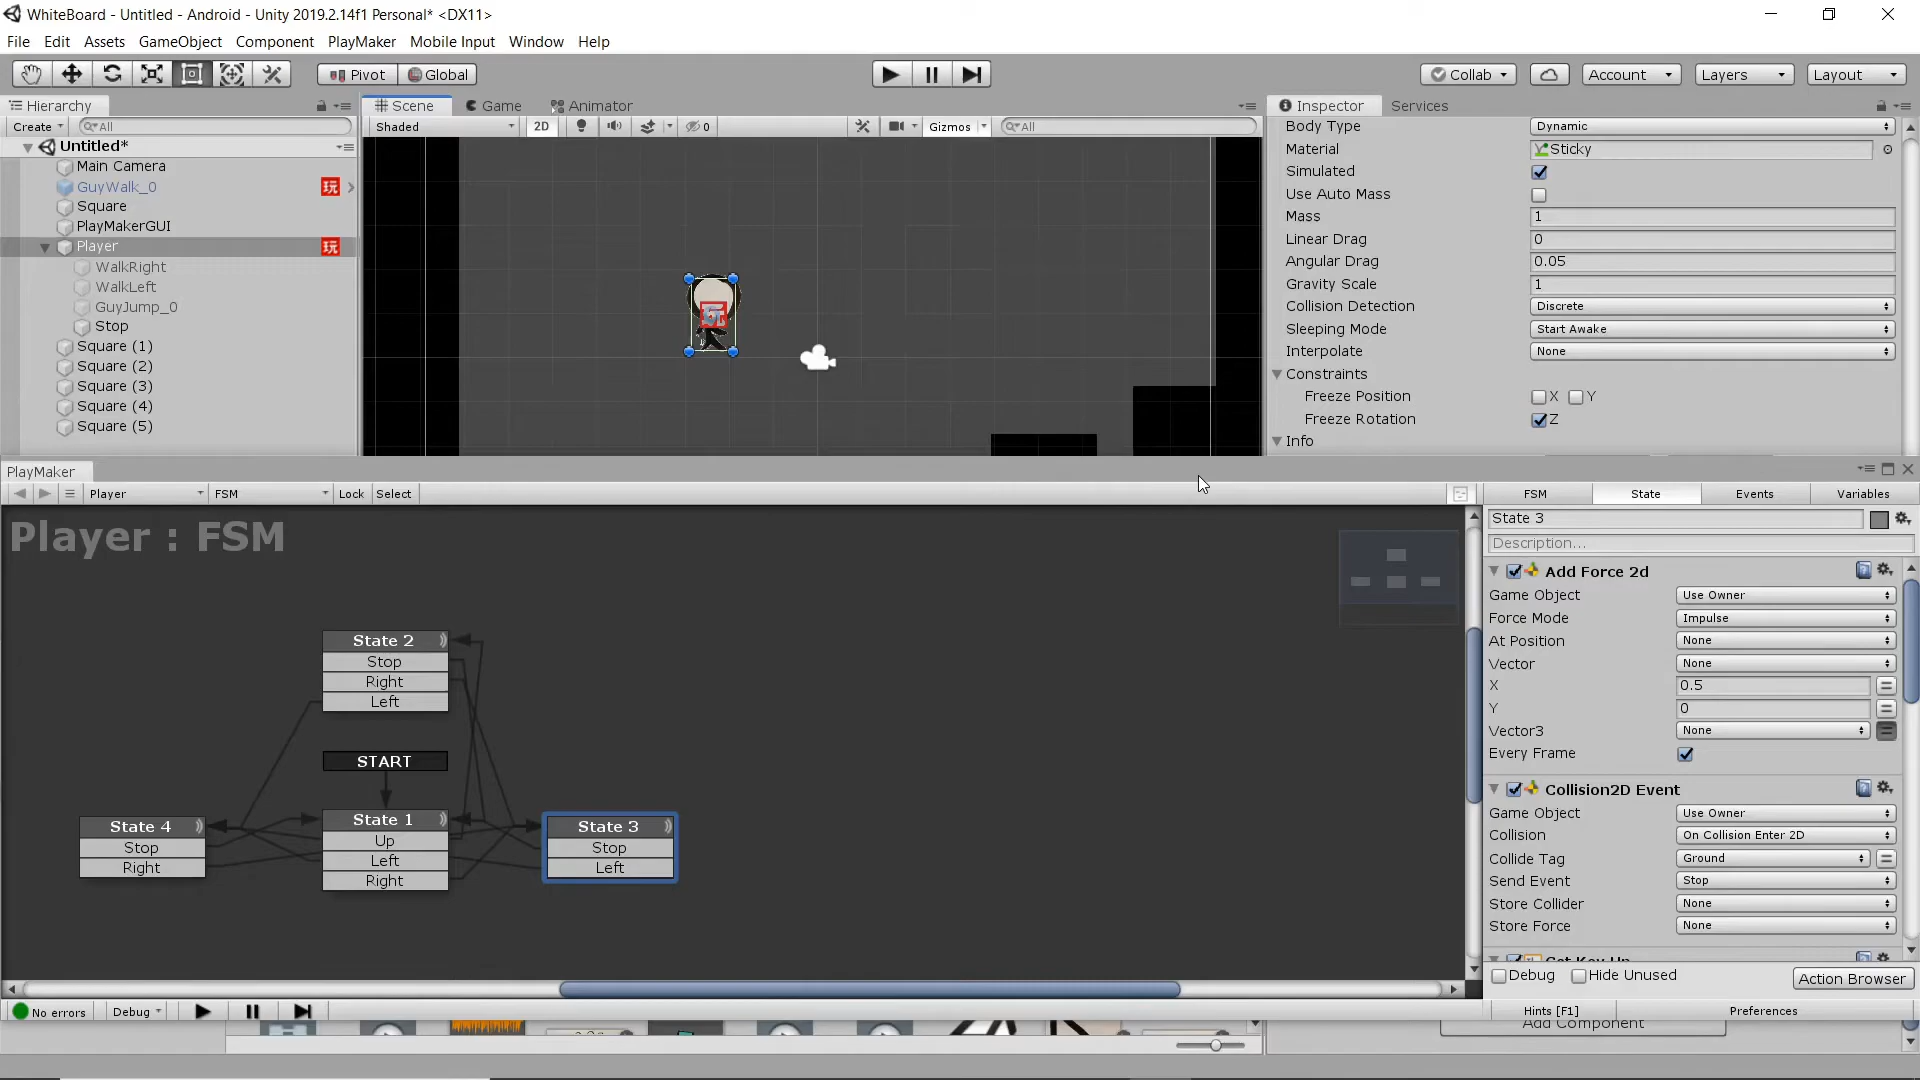 WhiteBoard - Untitled - Android - Unity 2019.2.14f1 Personal* <DX11>
File Edit Assets GameObject Component PlayMaker Mobile Input Window Help
Pivot Global Collab Account Layers Layout
Hierarchy Scene Game Animator Inspector Services
Create All Shaded 2D 0 Gizmos All
Untitled*
Main Camera
GuyWalk_0 玩
Square
PlayMakerGUI
Player 玩
WalkRight
WalkLeft
GuyJump_0
Stop
Square (1)
Square (2)
Square (3)
Square (4)
Square (5)
Body Type Dynamic
Material Sticky
Simulated
Use Auto Mass
Mass 1
Linear Drag 0
Angular Drag 0.05
Gravity Scale 1
Collision Detection Discrete
Sleeping Mode Start Awake
Interpolate None
Constraints
Freeze Position X Y
Freeze Rotation Z
Info
PlayMaker
Player FSM Lock Select
FSM State Events Variables
Player : FSM
State 2
Stop
Right
Left
START
State 4
Stop
Right
State 1
Up
Left
Right
State 3
Stop
Left
State 3
Description...
Add Force 2d
Game Object Use Owner
Force Mode Impulse
At Position None
Vector None
X 0.5
Y 0
Vector3 None
Every Frame
Collision2D Event
Game Object Use Owner
Collision On Collision Enter 2D
Collide Tag Ground
Send Event Stop
Store Collider None
Store Force None
Get Key Up
Debug Hide Unused Action Browser
No errors Debug
Hints [F1] Preferences
Add Component